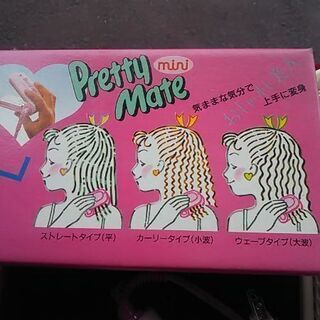 Pretty
mini
Mate
気ままな気分で
上手に変身
ストレートタイプ(平)
カーリータイプ(小波)
ウェーブタイプ(大波)